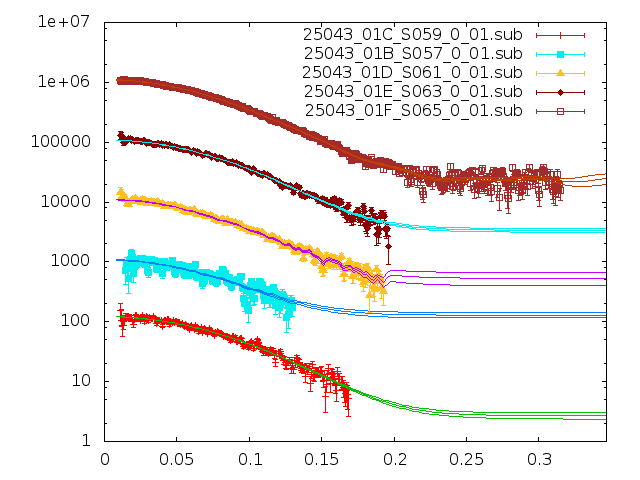 1e+07
1e+06
100000
10000
1000
100
10
1
25043_01C_S059_0_01.sub
25043_01B_S057_0_01.sub
25043_01D_S061_0_01.sub
25043_01E_S063_0_01.sub
25043_01F_S065_0_01.sub
0 0.05 0.1 0.15 0.2 0.25 0.3